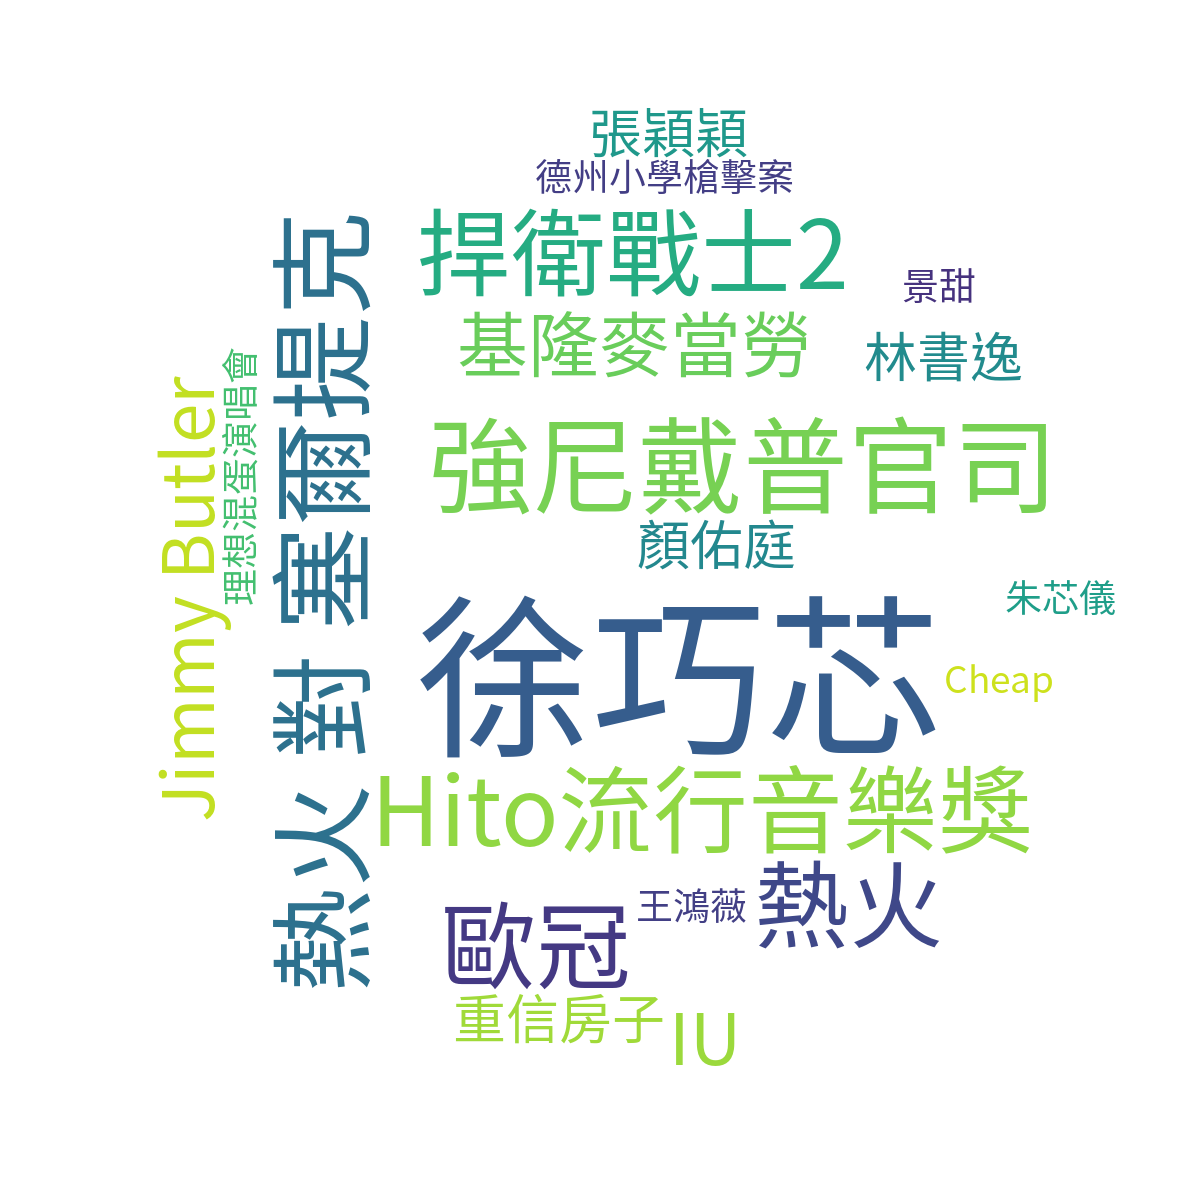 張穎穎
德州小學槍擊案
捍衛戰士2
景甜
基隆麥當勞
林書逸
強尼戴普官司
顏佑庭
朱芯儀
徐巧芯
Cheap
Hito流行音樂獎
熱火
王鴻薇
歐冠
重信房子
IU
Jimmy Butler
理想混蛋演唱會
熱火 對 塞爾提克